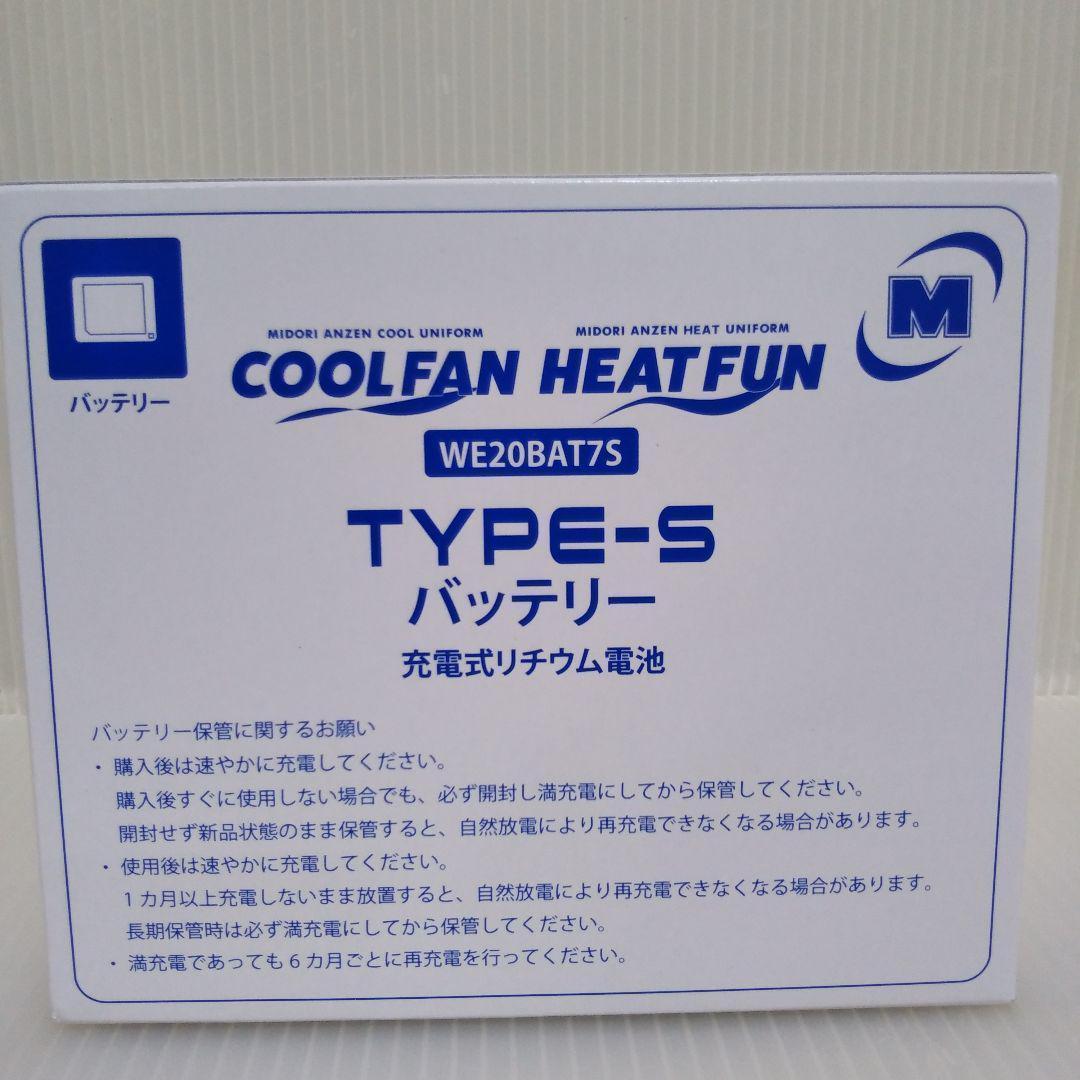 バッテリー
MIDORI ANZEN COOL UNIFORM
COOLFAN
MIDORI ANZEN HEAT UNIFORM
HEATFUN
M
WE20BAT7S
TYPE-S
バッテリー
充電式リチウム電池
バッテリー保管に関するお願い
・購入後は速やかに充電してください。
購入後すぐに使用しない場合でも、必ず開封し満充電にしてから保管してください。
開封せず新品状態のまま保管すると、自然放電により再充電できなくなる場合があります。
・使用後は速やかに充電してください。
1カ月以上充電しないまま放置すると、自然放電により再充電できなくなる場合があります。
長期保管時は必ず満充電にしてから保管してください。
・満充電であっても6カ月ごとに再充電を行ってください。